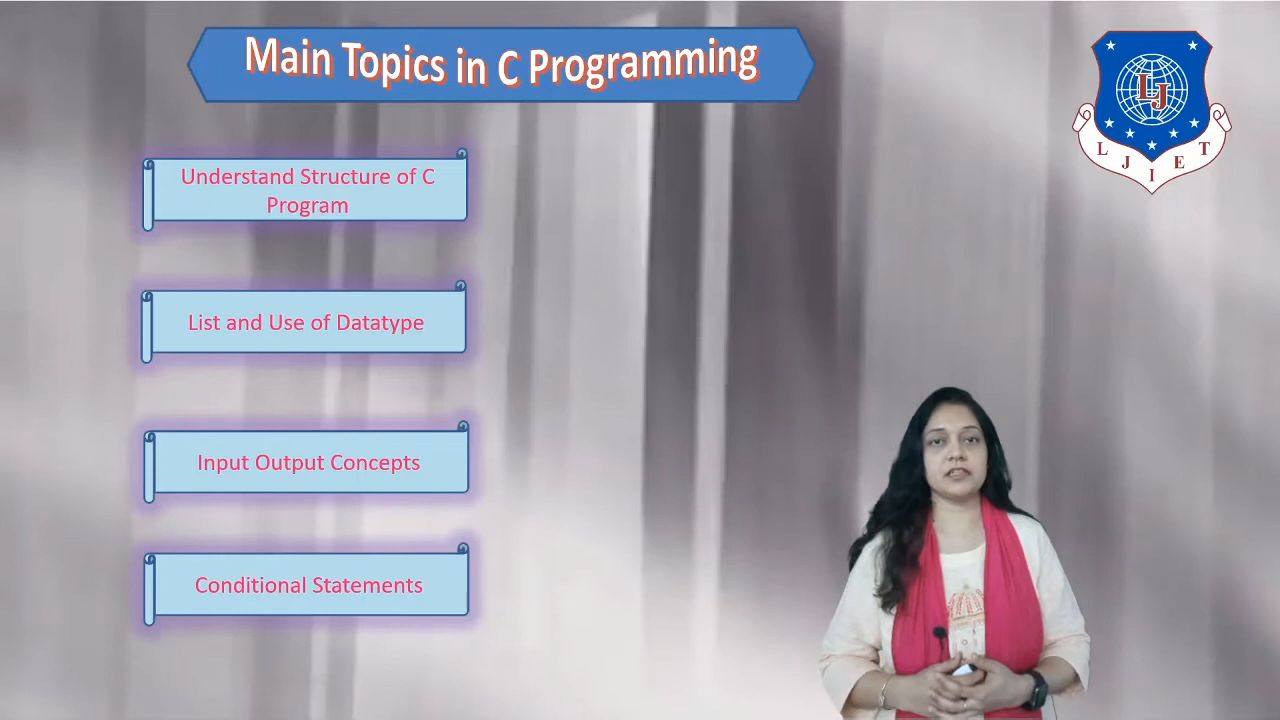 Main Topics in C Programming
Understand Structure of C
Program
List and Use of Datatype
Input Output Concepts
Conditional Statements
LJ
LJIET